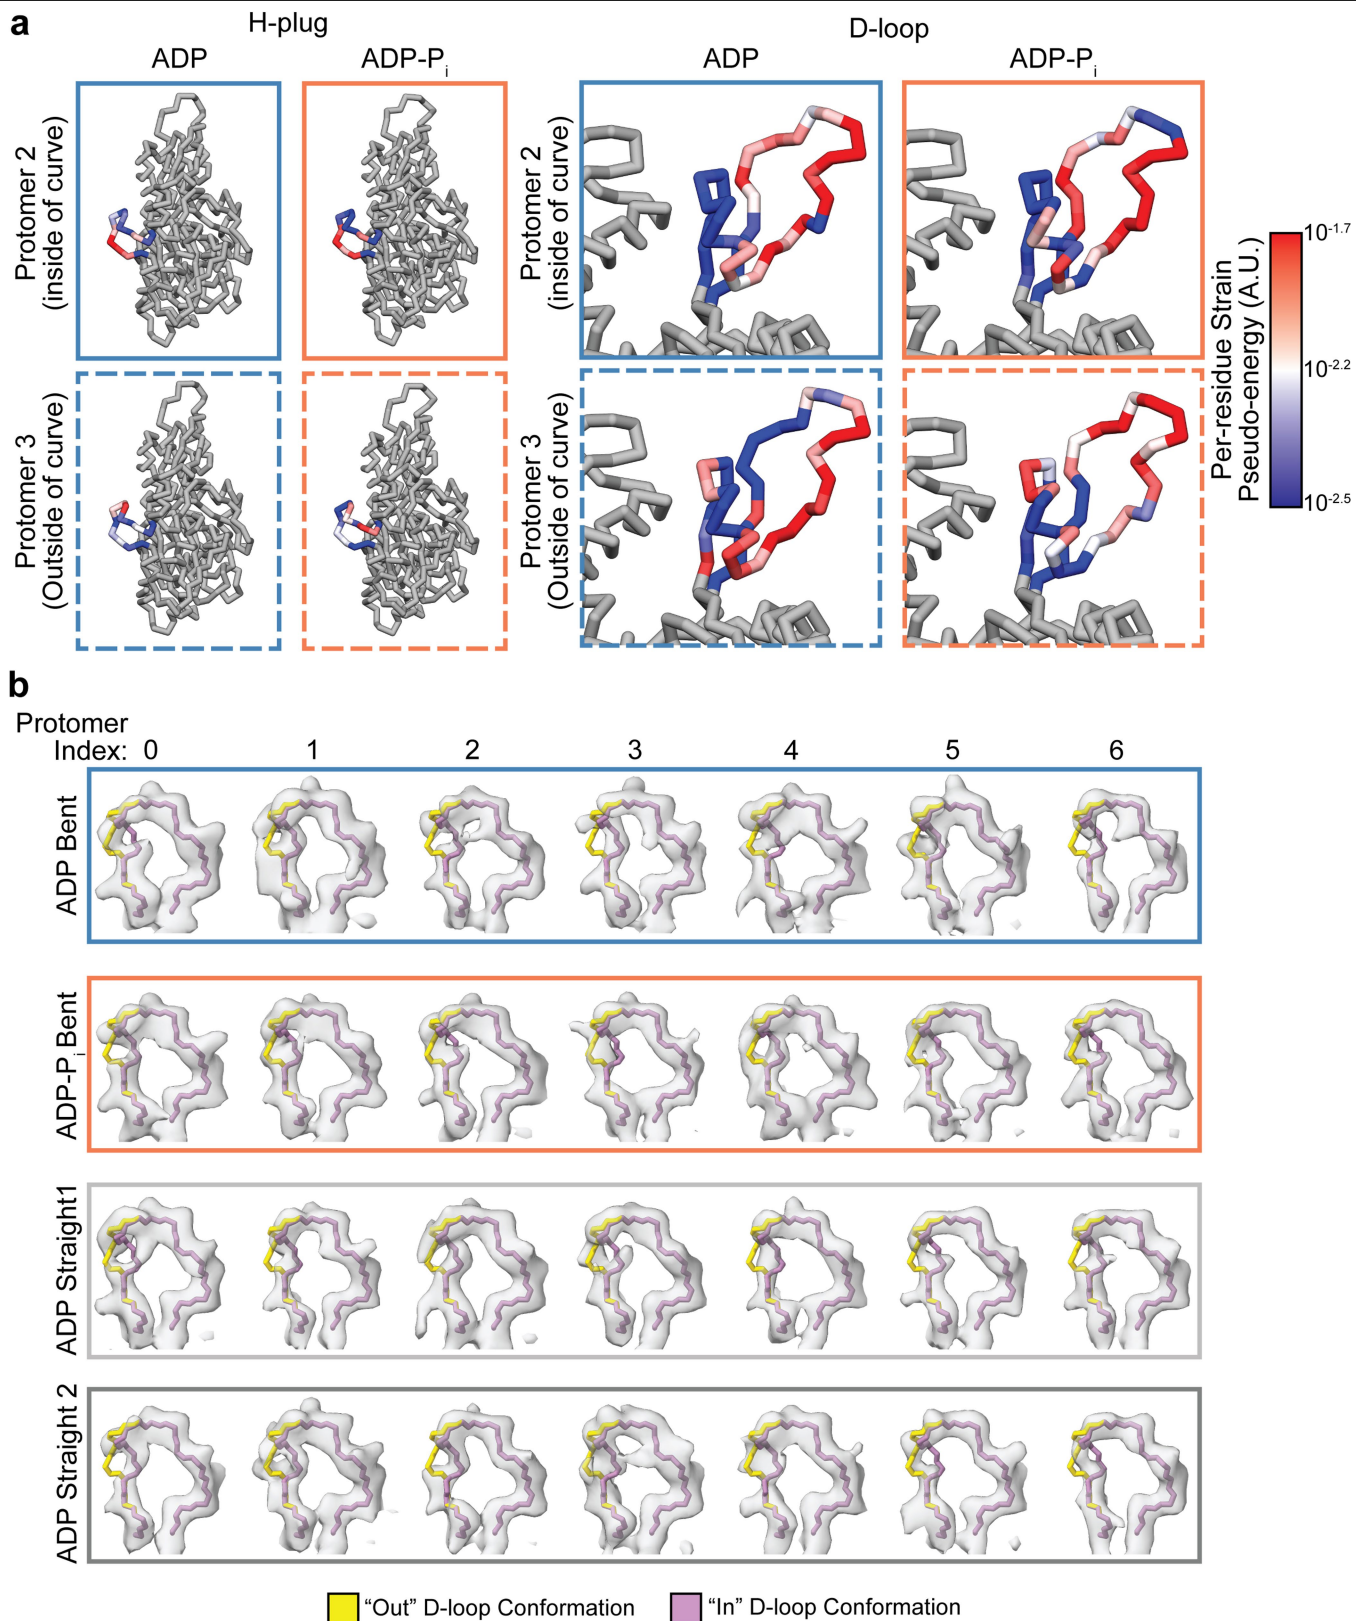 a
H-plug
D-loop
ADP
ADP-Pi
ADP
ADP-Pi
Protomer 2
(inside of curve)
Protomer 2
(inside of curve)
Protomer 3
(Outside of curve)
Protomer 3
(Outside of curve)
Per-residue Strain
Pseudo-energy (A.U.)
10-1.7
10-2.2
10-2.5
b
Protomer
Index: 0 1 2 3 4 5 6
ADP Bent
ADP-Pi Bent
ADP Straight1
ADP Straight 2
“Out” D-loop Conformation
“In” D-loop Conformation